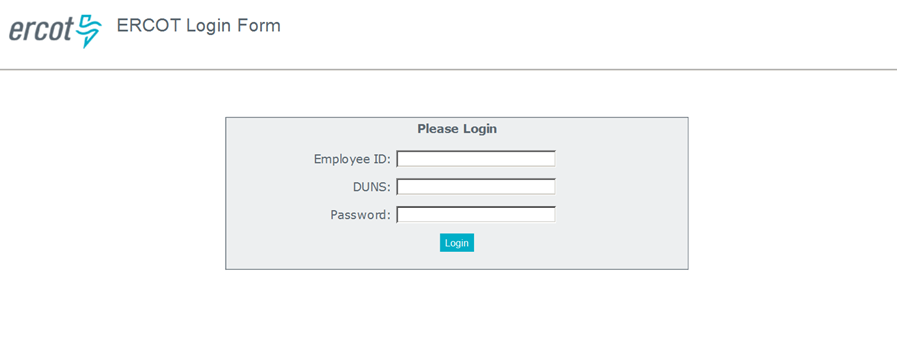 ercot ERCOT Login Form
Please Login
Employee ID:
DUNS:
Password:
Login